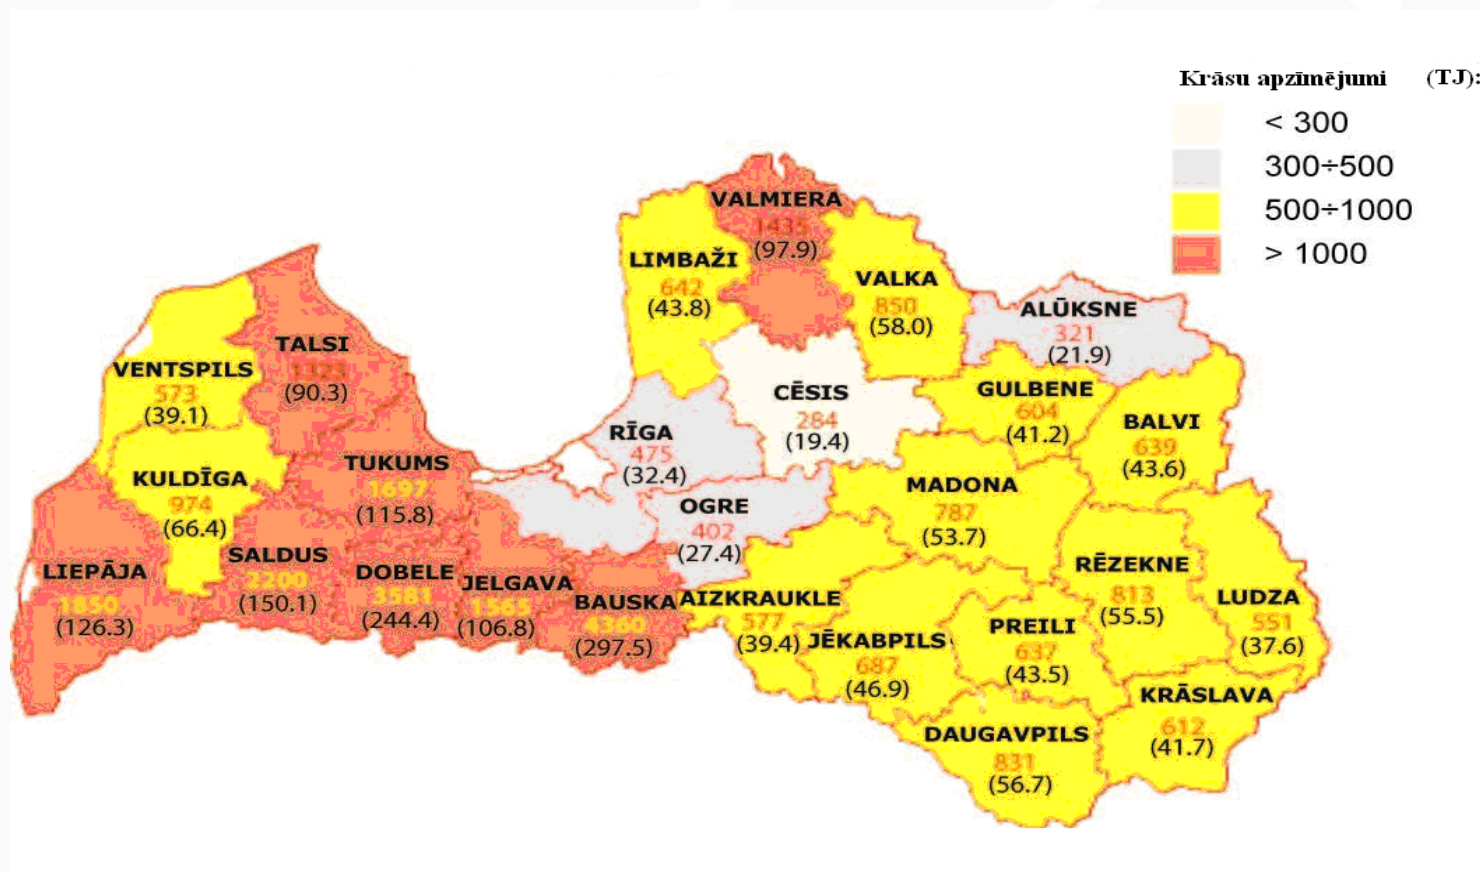 Krāsu apzīmējumi (TJ):
< 300
300÷500
500÷1000
> 1000
VALMIERA
1435
(97.9)
LIMBAŽI
642
(43.8)
VALKA
850
(58.0)
ALŪKSNE
321
(21.9)
TALSI
1323
(90.3)
VENTSPILS
573
(39.1)
CĒSIS
284
(19.4)
GULBENE
604
(41.2)
BALVI
639
(43.6)
RĪGA
475
(32.4)
KULDĪGA
974
(66.4)
TUKUMS
1697
(115.8)
OGRE
402
(27.4)
MADONA
787
(53.7)
LIEPĀJA
1850
(126.3)
SALDUS
2200
(150.1)
DOBELE
3581
(244.4)
JELGAVA
1565
(106.8)
BAUSKA
4360
(297.5)
AIZKRAUKLE
577
(39.4)
JĒKABPILS
687
(46.9)
PREILI
637
(43.5)
RĒZEKNE
813
(55.5)
LUDZA
551
(37.6)
KRĀSLAVA
612
(41.7)
DAUGAVPILS
831
(56.7)